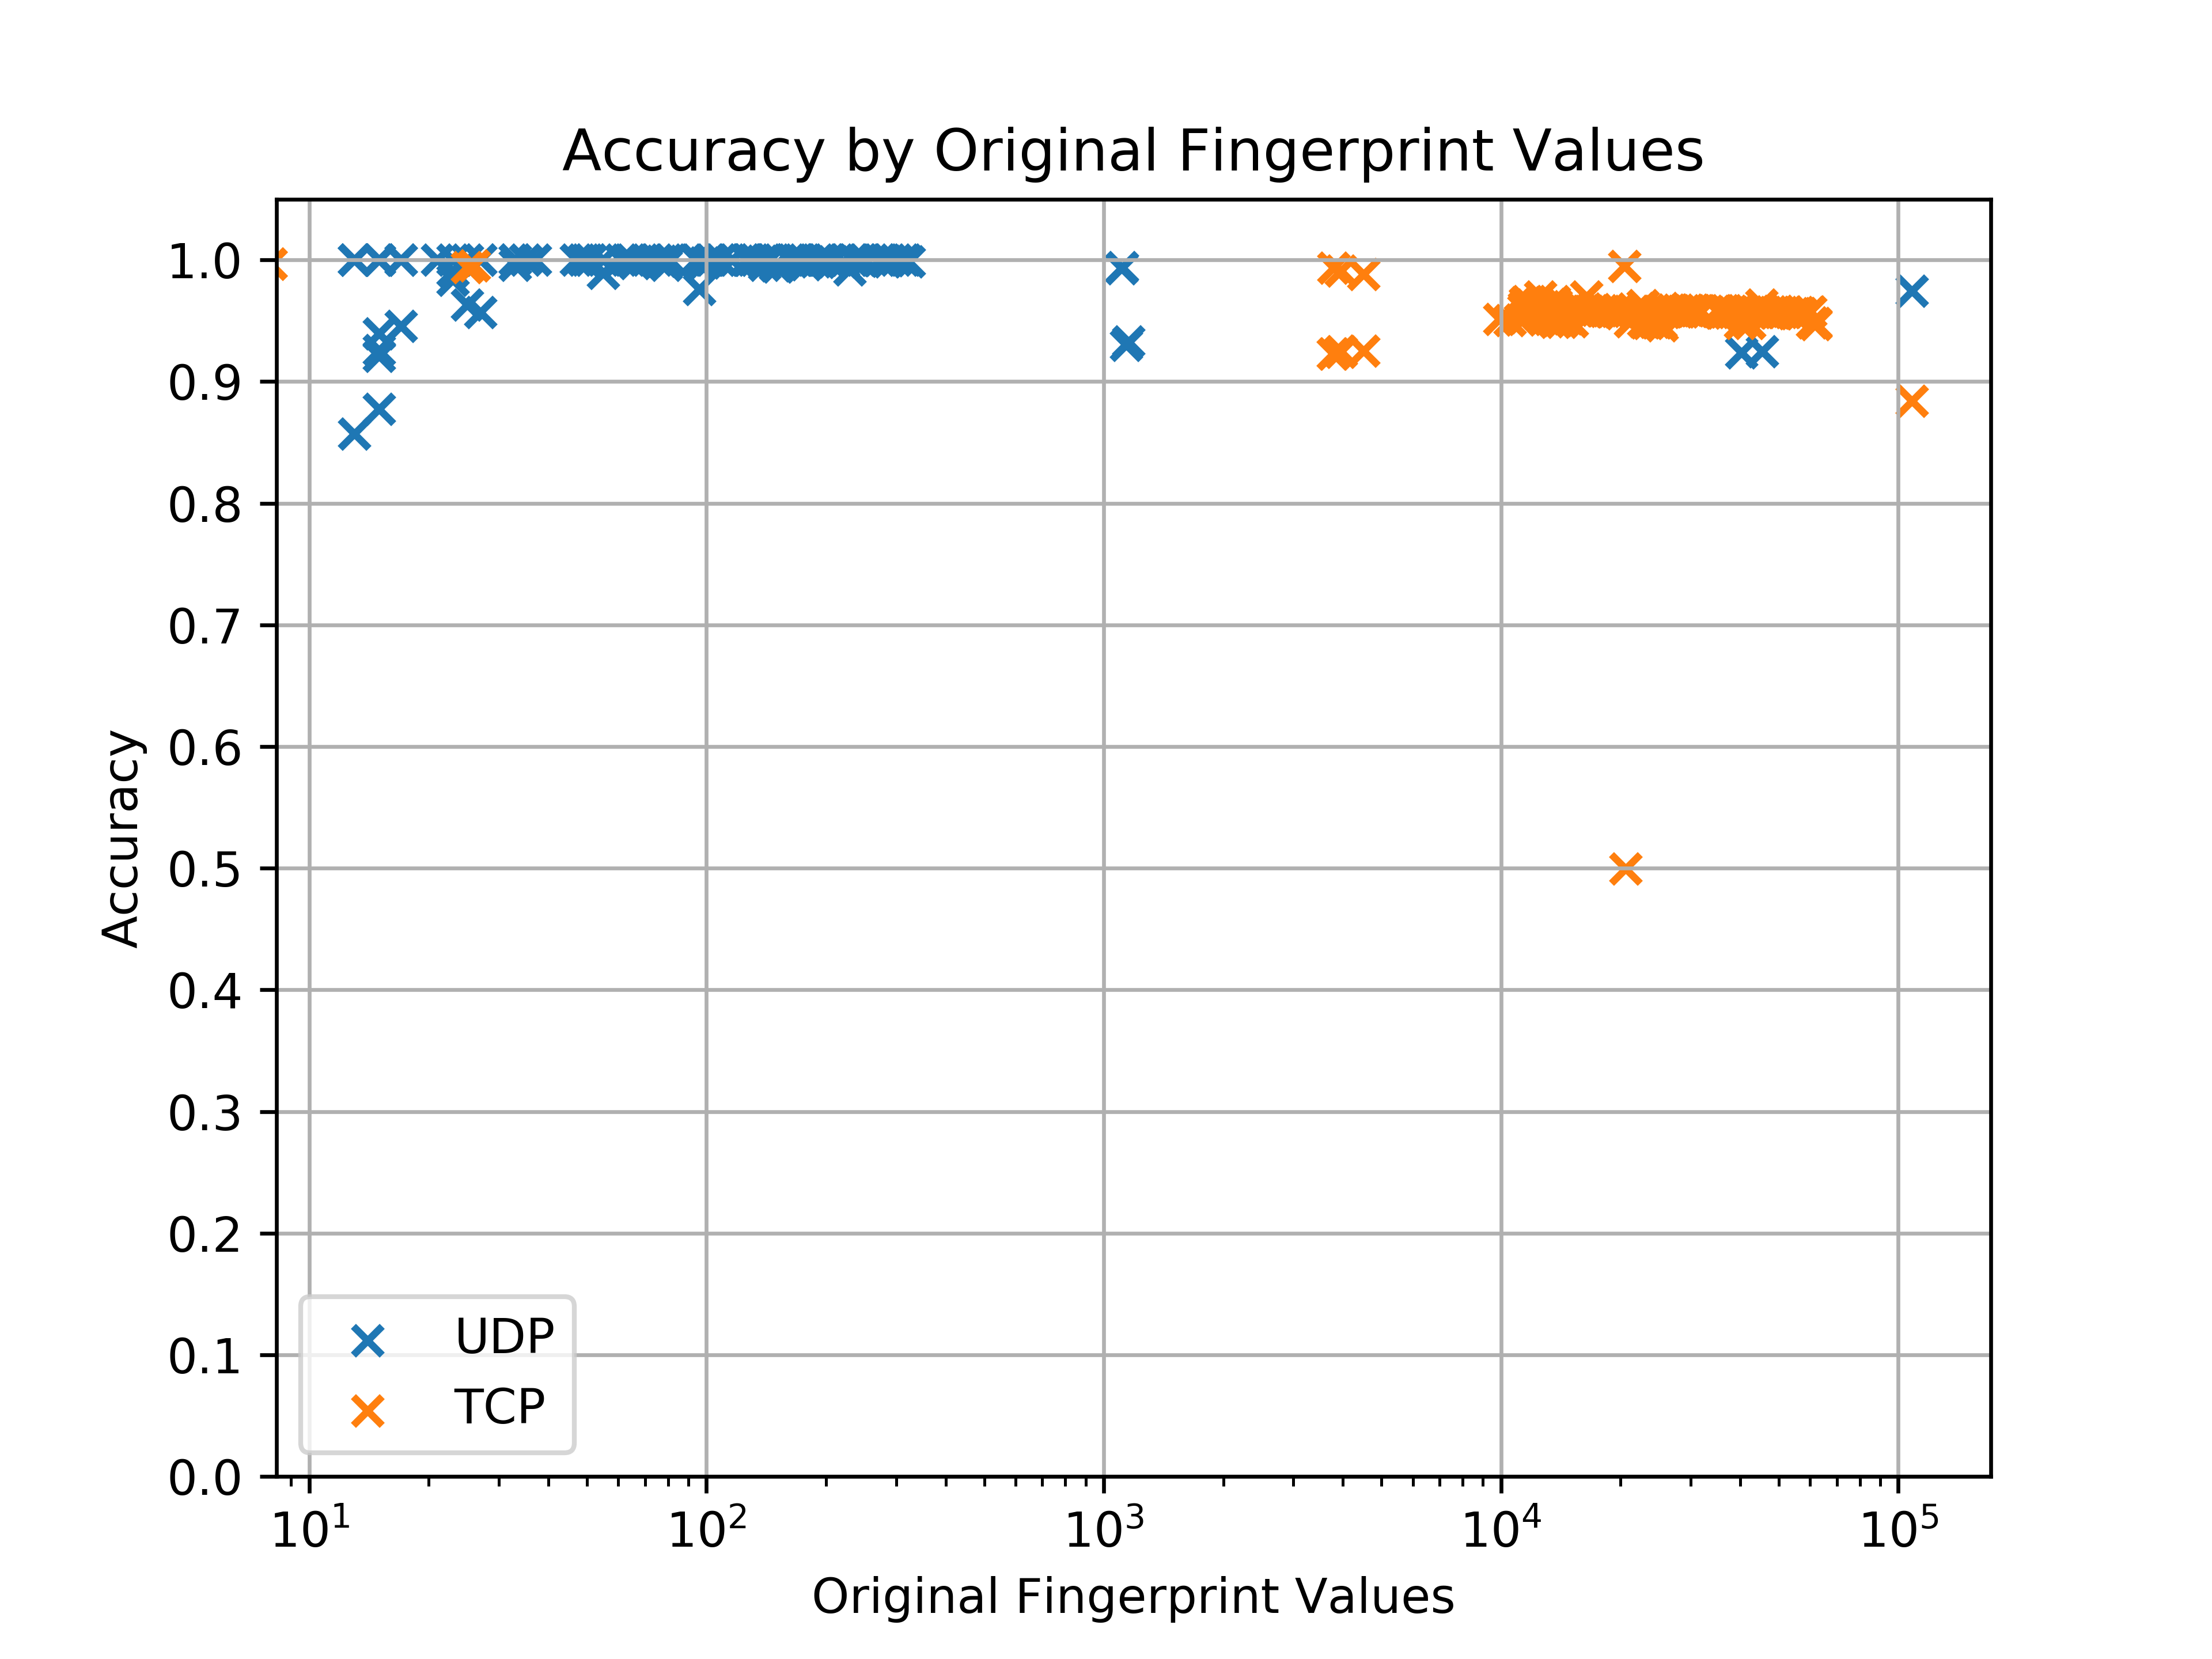 Accuracy by Original Fingerprint Values
Accuracy
1.0
0.9
0.8
0.7
0.6
0.5
0.4
0.3
0.2
0.1
0.0
UDP
TCP
10¹ 10² 10³ 10⁴ 10⁵
Original Fingerprint Values